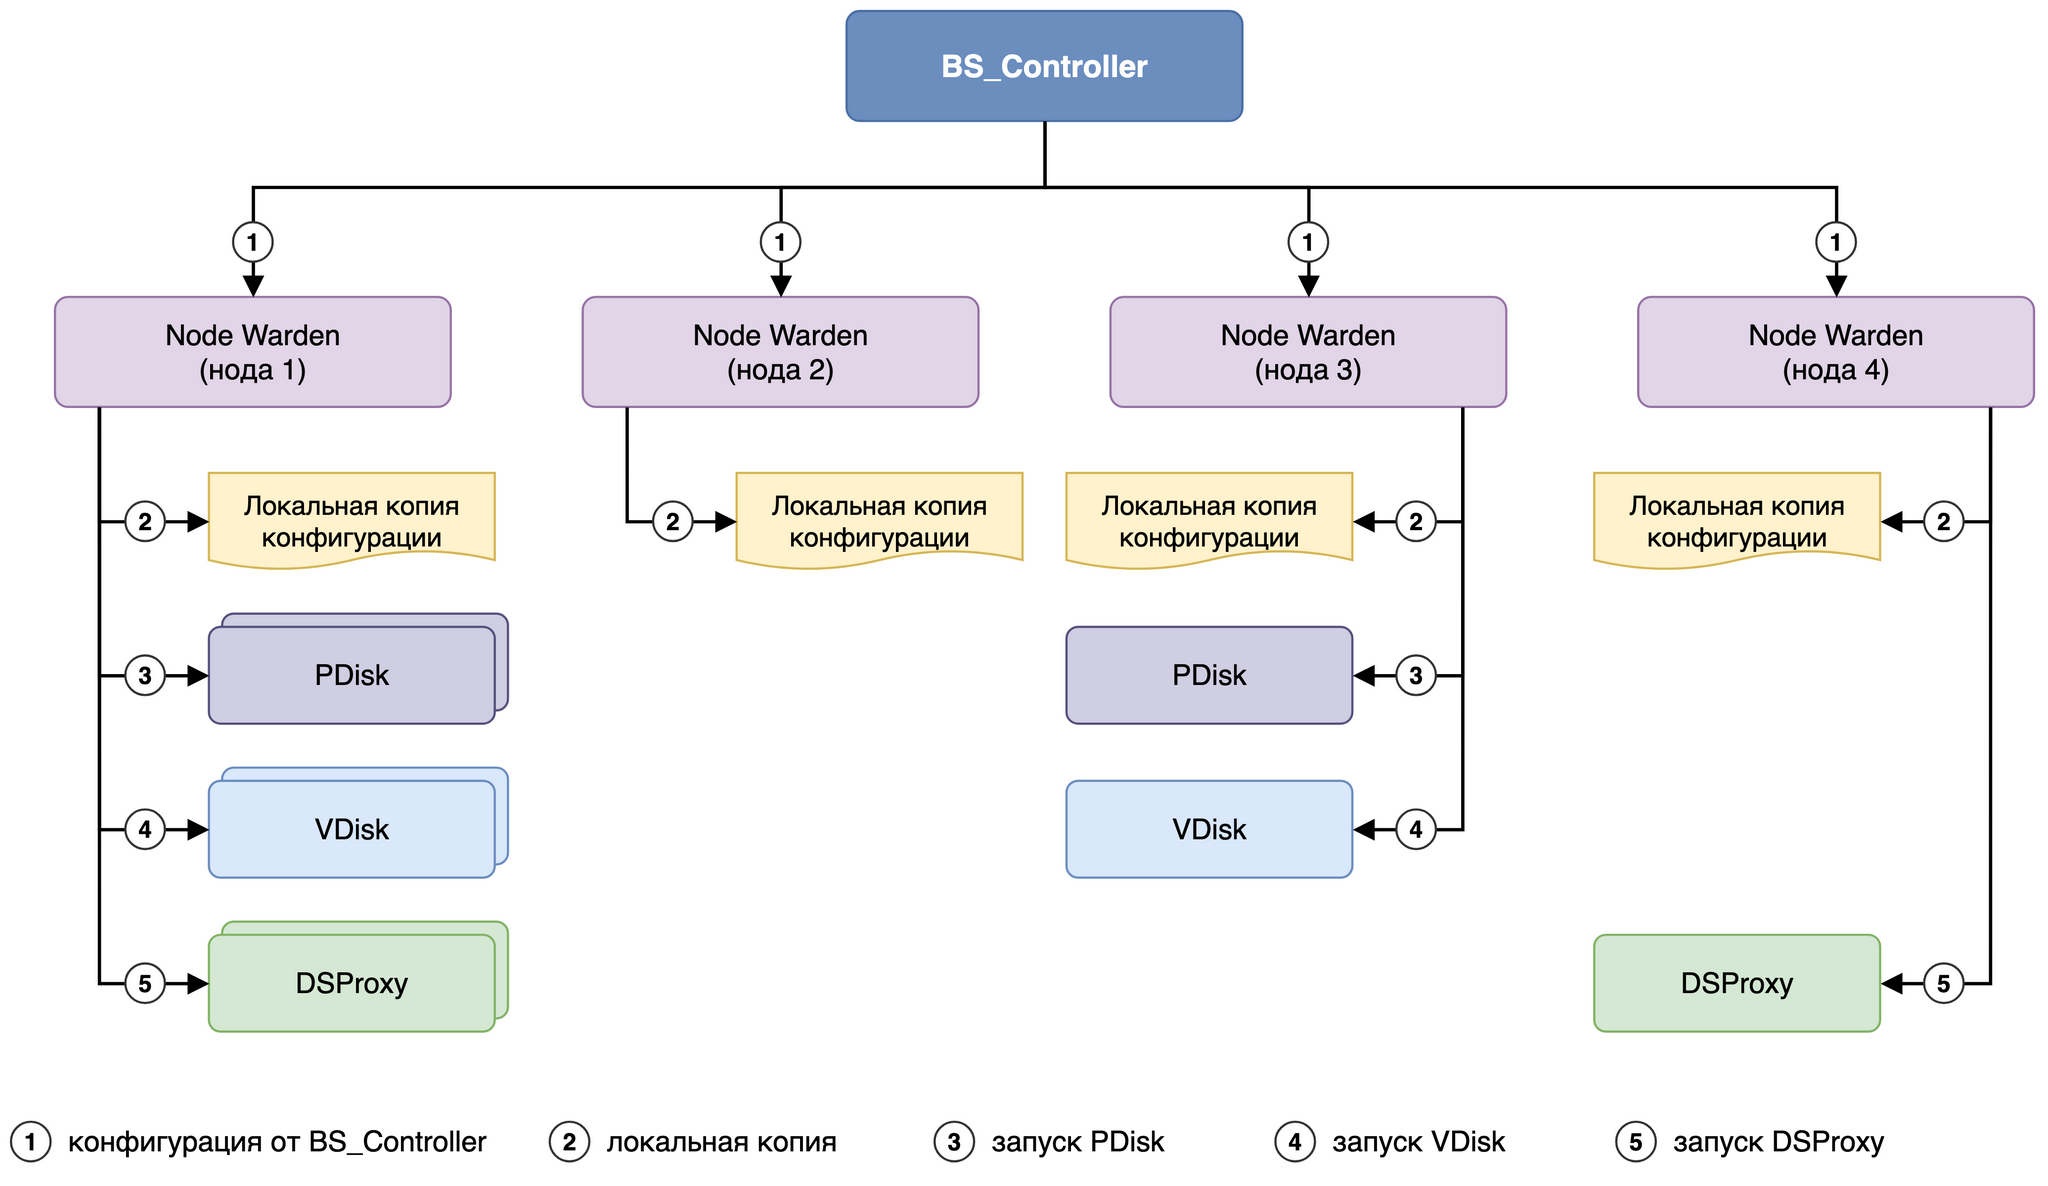 BS_Controller
1
1
1
1
Node Warden
(нода 1)
Node Warden
(нода 2)
Node Warden
(нода 3)
Node Warden
(нода 4)
2
Локальная копия
конфигурации
2
Локальная копия
конфигурации
Локальная копия
конфигурации
2
Локальная копия
конфигурации
2
3
PDisk
PDisk
3
4
VDisk
VDisk
4
5
DSProxy
DSProxy
5
1 конфигурация от BS_Controller
2 локальная копия
3 запуск PDisk
4 запуск VDisk
5 запуск DSProxy